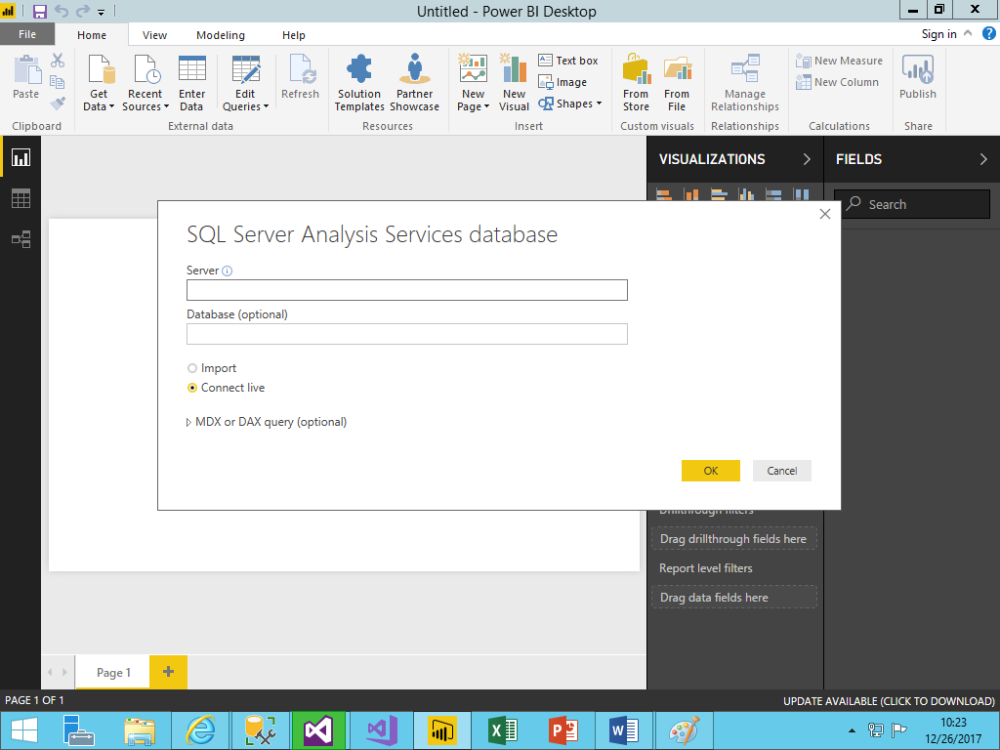 Untitled - Power BI Desktop
File Home View Modeling Help Sign in
Paste
Get Data
Recent Sources
Enter Data
Edit Queries
Refresh
Solution Templates
Partner Showcase
New Page
New Visual
Text box
Image
Shapes
From Store
From File
Manage Relationships
New Measure
New Column
Publish
Clipboard External data Resources Insert Custom visuals Relationships Calculations Share
VISUALIZATIONS
FIELDS
Search
SQL Server Analysis Services database
Server
Database (optional)
Import
Connect live
MDX or DAX query (optional)
OK Cancel
Drillthrough filters
Drag drillthrough fields here
Report level filters
Drag data fields here
Page 1
PAGE 1 OF 1
UPDATE AVAILABLE (CLICK TO DOWNLOAD)
10:23
12/26/2017